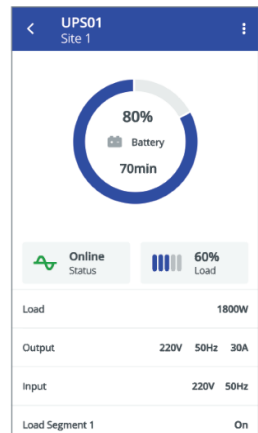 UPS01
Site 1
80%
Battery
70min
Online
Status
60%
Load
Load 1800W
Output 220V 50Hz 30A
Input 220V 50Hz
Load Segment 1 On